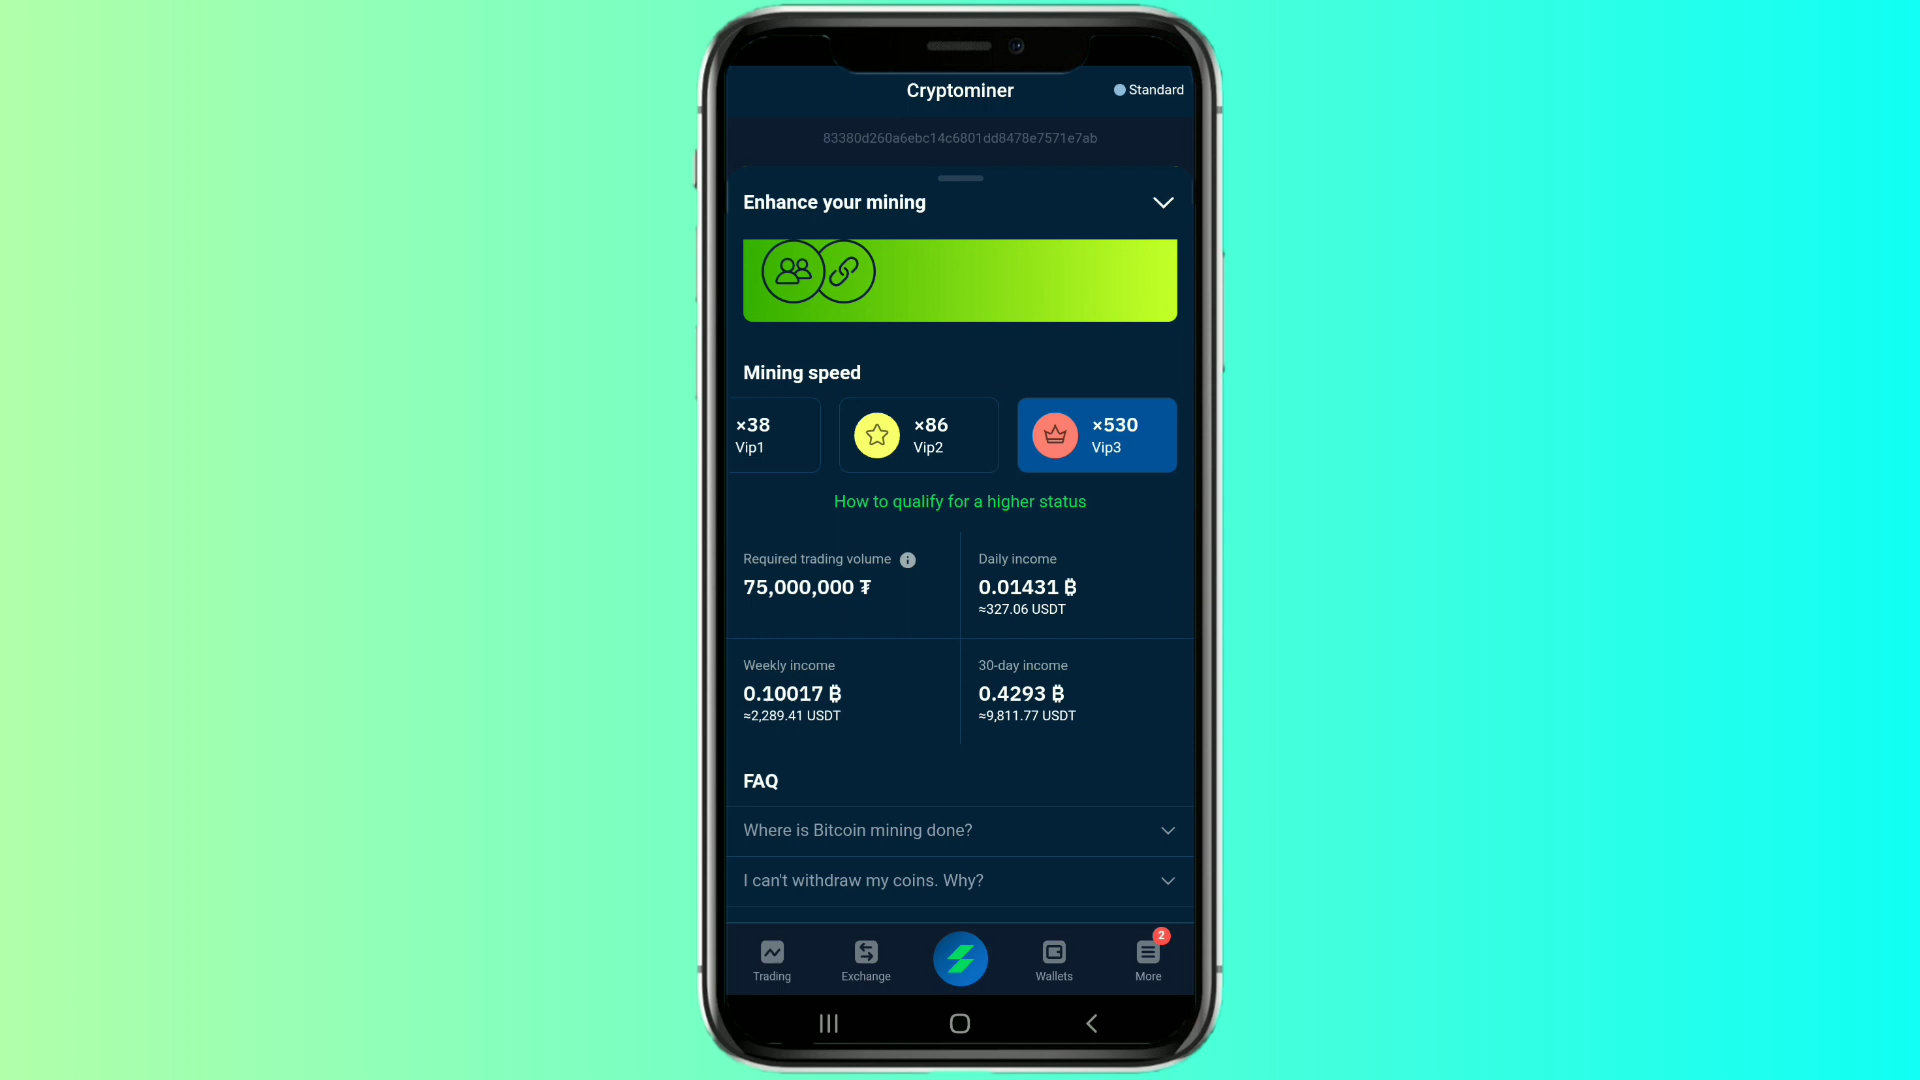 Cryptominer
Standard
83380d260a6ebc14c6801dd8478e7571e7ab
Enhance your mining
Mining speed
×38
Vip1
×86
Vip2
×530
Vip3
How to qualify for a higher status
Required trading volume
75,000,000 ₮
Daily income
0.01431 ₿
≈327.06 USDT
Weekly income
0.10017 ₿
≈2,289.41 USDT
30-day income
0.4293 ₿
≈9,811.77 USDT
FAQ
Where is Bitcoin mining done?
I can't withdraw my coins. Why?
Trading
Exchange
Wallets
2
More